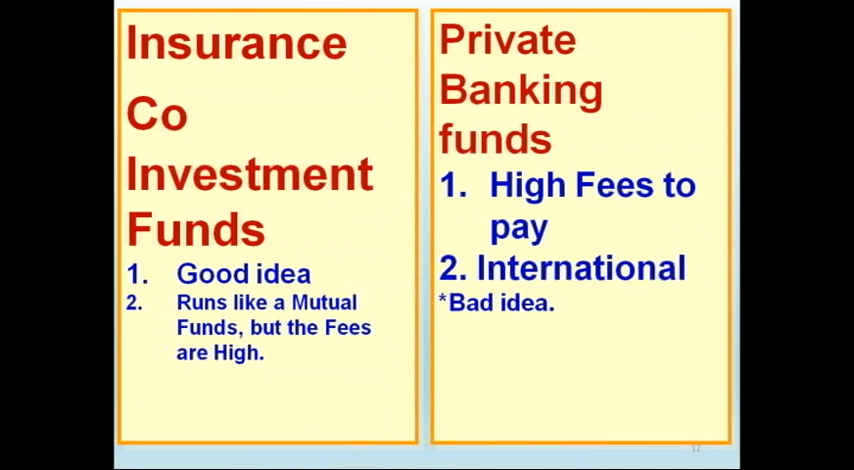 Insurance
Co
Investment
Funds
1. Good idea
2. Runs like a Mutual
Funds, but the Fees
are High.
Private
Banking
funds
1. High Fees to
pay
2. International
*Bad idea.
17